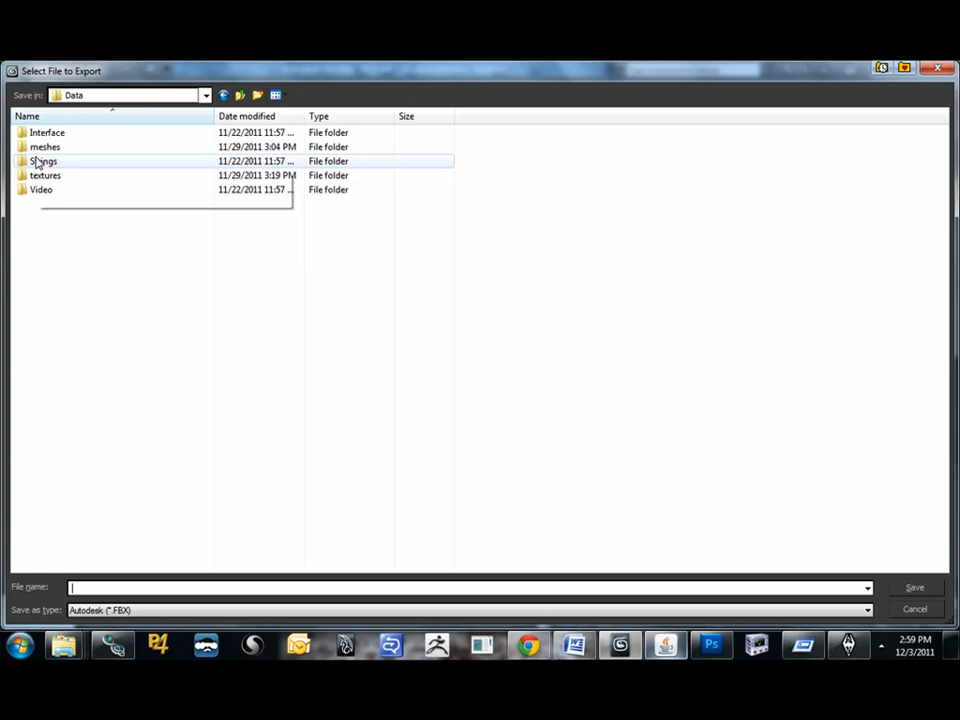 Select File to Export
Save in: Data
Name Date modified Type Size
Interface 11/22/2011 11:57 ... File folder
meshes 11/29/2011 3:04 PM File folder
Strings 11/22/2011 11:57 ... File folder
textures 11/29/2011 3:19 PM File folder
Video 11/22/2011 11:57 ... File folder
File name: Save
Save as type: Autodesk (*.FBX) Cancel
P4 Ps 2:59 PM
12/3/2011